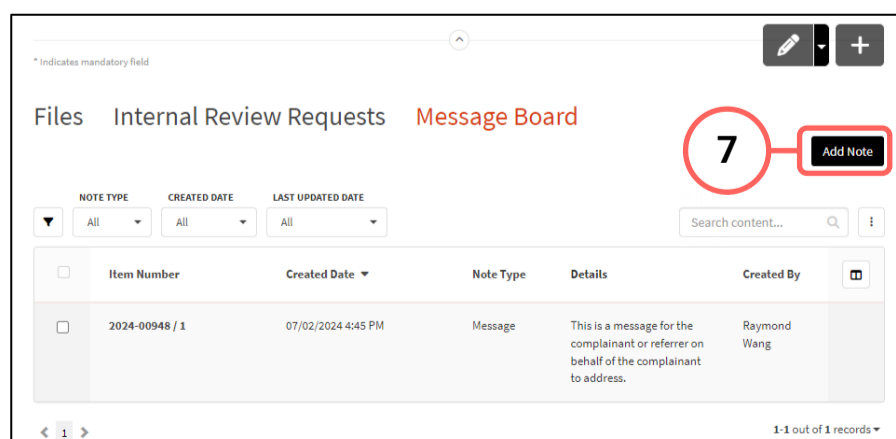 * Indicates mandatory field
Files Internal Review Requests Message Board
7 Add Note
NOTE TYPE CREATED DATE LAST UPDATED DATE
All All All Search content...
Item Number Created Date Note Type Details Created By
2024-00948 / 1 07/02/2024 4:45 PM Message This is a message for the Raymond
complainant or referrer on Wang
behalf of the complainant
to address.
1 1-1 out of 1 records